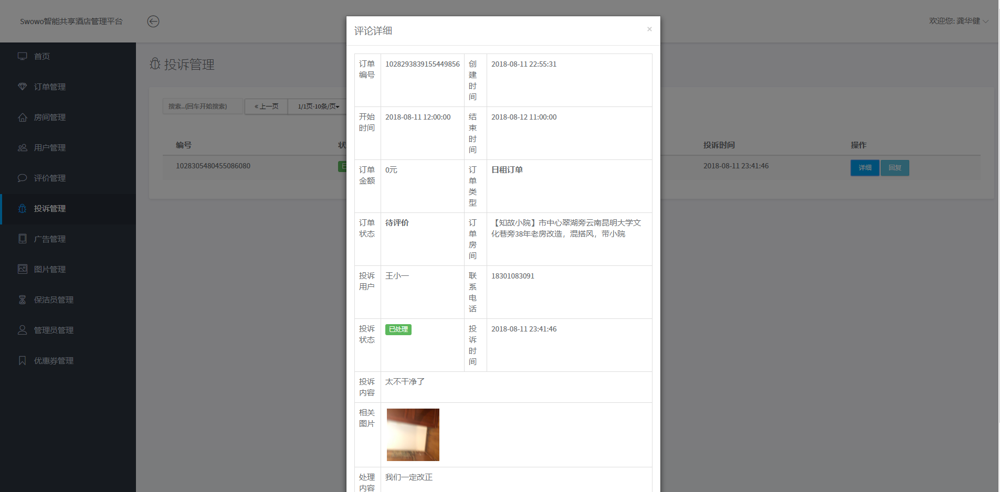 Swowo智能共享酒店管理平台
欢迎您: 龚华健
首页
订单管理
房间管理
用户管理
评价管理
投诉管理
广告管理
图片管理
保洁员管理
管理员管理
优惠券管理
投诉管理
搜索..(回车开始搜索)
« 上一页
1/1页-10条/页
编号
状
投诉时间
操作
1028305480455086080
已
2018-08-11 23:41:46
详细
回复
评论详细
×
订单编号
1028293839155449856
创建时间
2018-08-11 22:55:31
开始时间
2018-08-11 12:00:00
结束时间
2018-08-12 11:00:00
订单金额
0元
订单类型
日租订单
订单状态
待评价
订单房间
【知故小院】市中心翠湖旁云南昆明大学文
化巷旁38年老房改造，混搭风，带小院
投诉用户
王小一
联系电话
18301083091
投诉状态
已处理
投诉时间
2018-08-11 23:41:46
投诉内容
太不干净了
相关图片
处理内容
我们一定改正